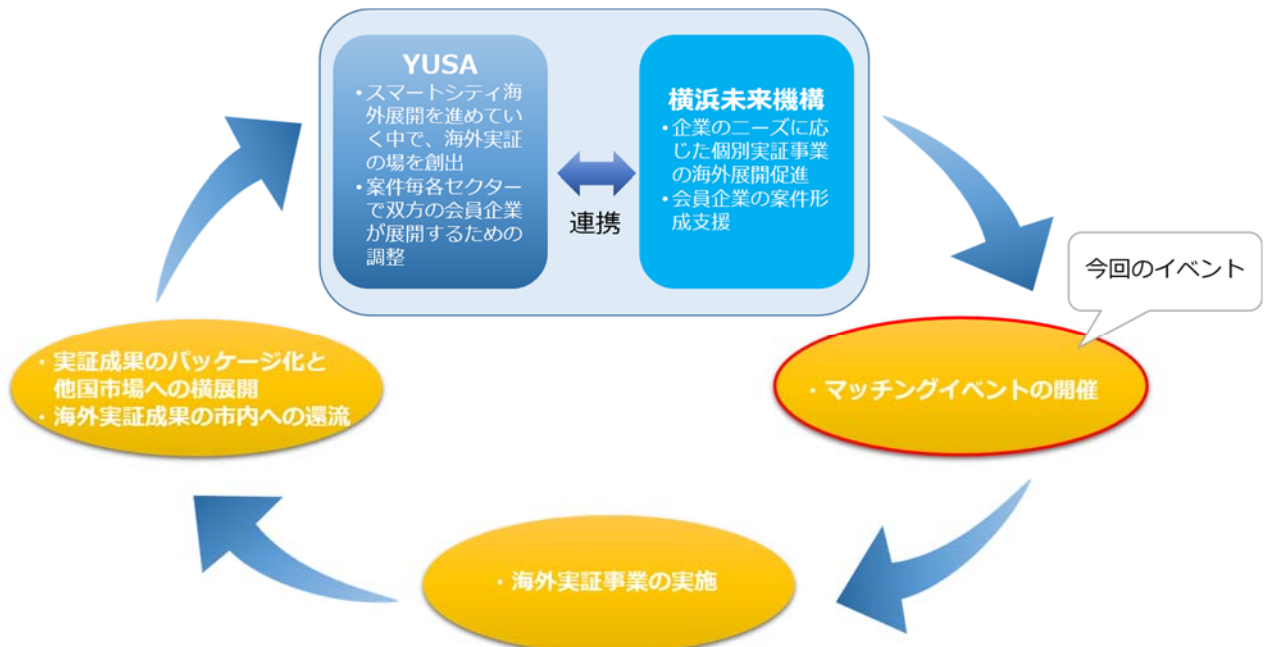 YUSA
•スマートシティ海
外展開を進めてい
く中で、海外実証
の場を創出
•案件毎各セクター
で双方の会員企業
が展開するための
調整
連携
横浜未来機構
•企業のニーズに応
じた個別実証事業
の海外展開促進
•会員企業の案件形
成支援
今回のイベント
・マッチングイベントの開催
・海外実証事業の実施
・実証成果のパッケージ化と
他国市場への横展開
・海外実証成果の市内への還流